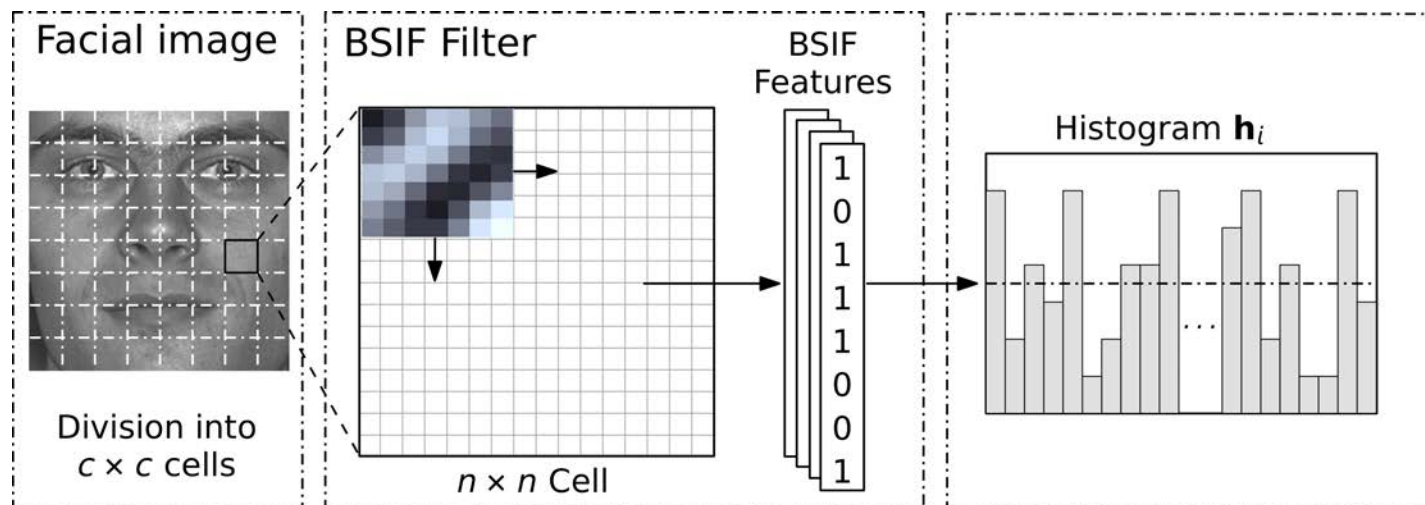 Facial image
Division into
c × c cells
BSIF Filter
n × n Cell
BSIF
Features
1
0
1
1
1
0
0
1
Histogram h_i
...